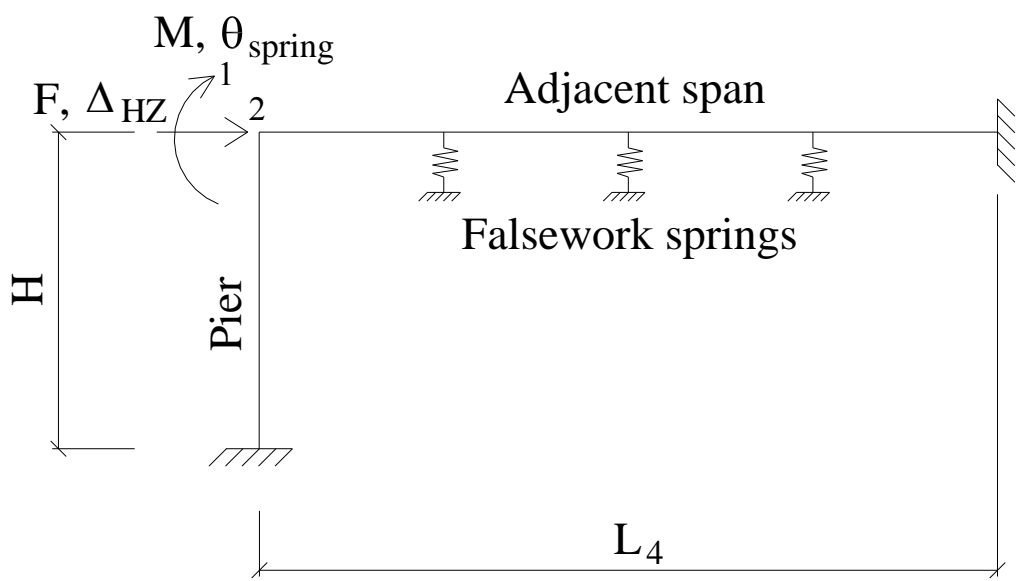 M, θspring
1
F, ΔHZ
2
Adjacent span
Falsework springs
H
Pier
L4